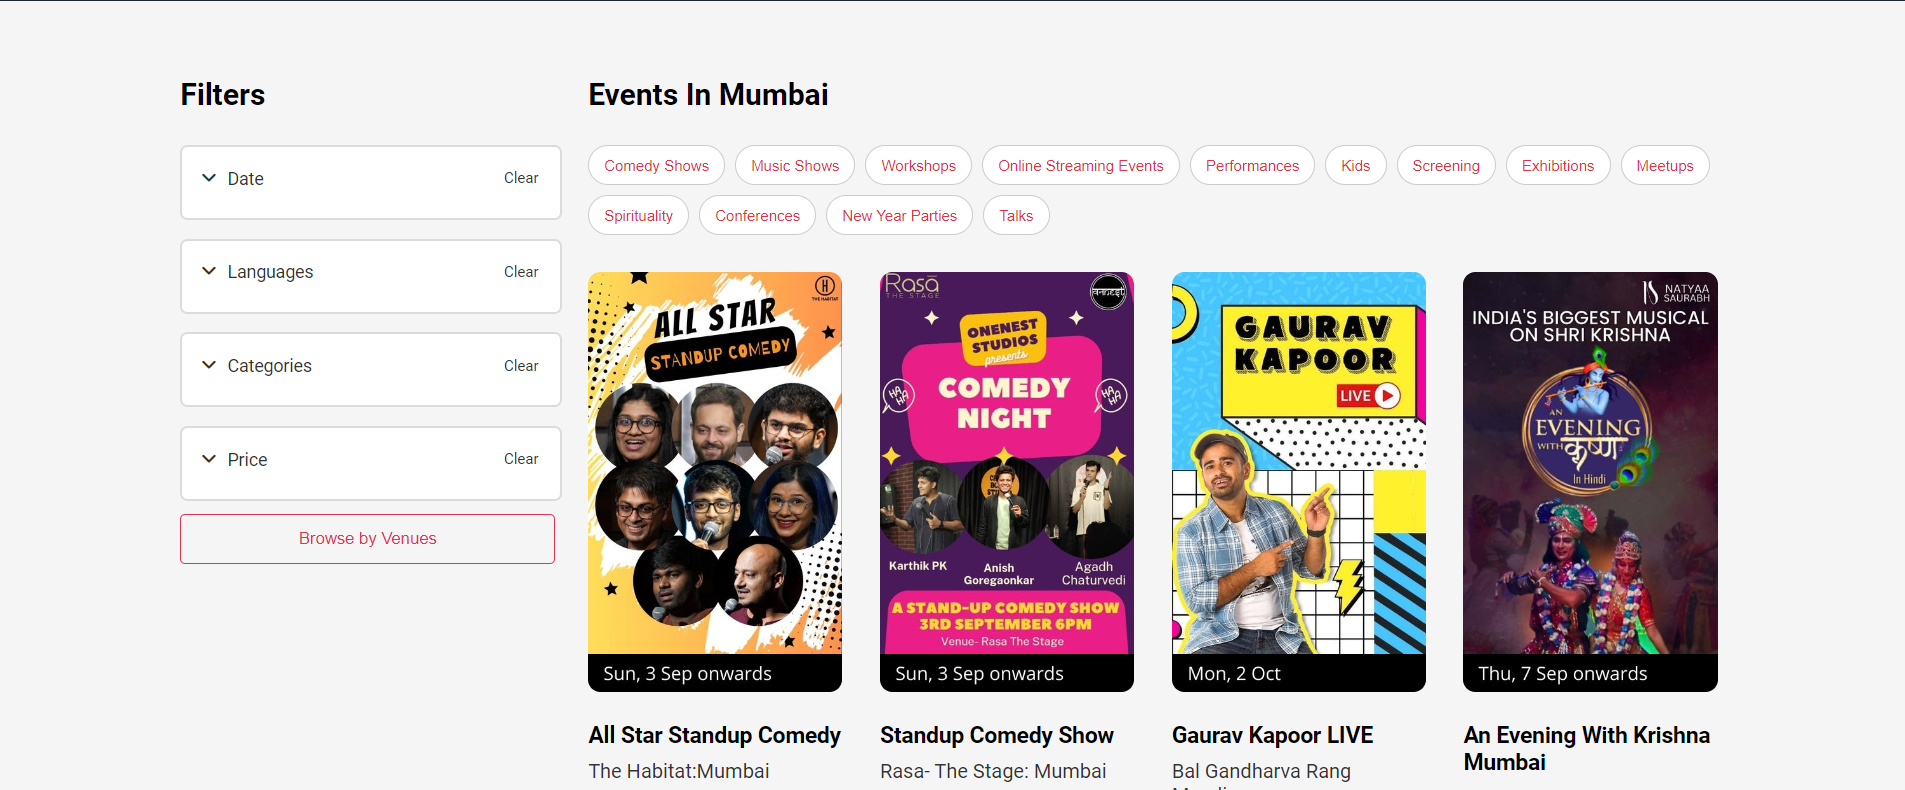 Filters
Date
Clear
Languages
Clear
Categories
Clear
Price
Clear
Browse by Venues
Events In Mumbai
Comedy Shows
Music Shows
Workshops
Online Streaming Events
Performances
Kids
Screening
Exhibitions
Meetups
Spirituality
Conferences
New Year Parties
Talks
H
THE HABITAT
ALL STAR
STANDUP COMEDY
Sun, 3 Sep onwards
All Star Standup Comedy
The Habitat:Mumbai
Rasā
THE STAGE
ONENEST
STUDIOS
presents
COMEDY
NIGHT
HA
HA
HA
HA
Karthik PK
Anish
Goregaonkar
Agadh
Chaturvedi
A STAND-UP COMEDY SHOW
3RD SEPTEMBER 6PM
Venue- Rasa The Stage
Sun, 3 Sep onwards
Standup Comedy Show
Rasa- The Stage: Mumbai
GAURAV
KAPOOR
LIVE
Mon, 2 Oct
Gaurav Kapoor LIVE
Bal Gandharva Rang
NATYAA
SAURABH
INDIA'S BIGGEST MUSICAL
ON SHRI KRISHNA
AN
EVENING
WITH कृष्ण
In Hindi
Thu, 7 Sep onwards
An Evening With Krishna
Mumbai